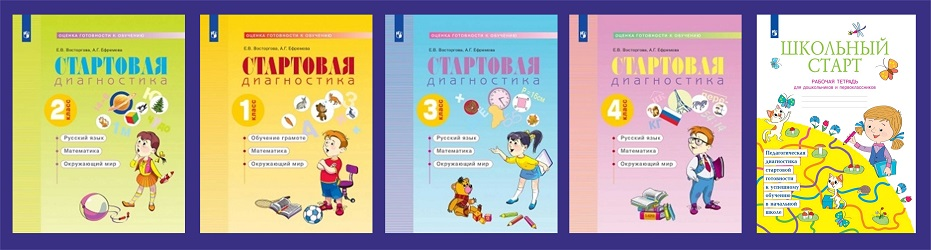 ОЦЕНКА ГОТОВНОСТИ К ОБУЧЕНИЮ
Е.В. Восторгова, А.Г. Ефремова
СТАРТОВАЯ
диагностика
2 класс
Русский язык
Математика
Окружающий мир
ОЦЕНКА ГОТОВНОСТИ К ОБУЧЕНИЮ
Е.В. Восторгова, А.Г. Ефремова
СТАРТОВАЯ
диагностика
1 класс
Обучение грамоте
Математика
Окружающий мир
ОЦЕНКА ГОТОВНОСТИ К ОБУЧЕНИЮ
Е.В. Восторгова, А.Г. Ефремова
СТАРТОВАЯ
диагностика
3 класс
Русский язык
Математика
Окружающий мир
ОЦЕНКА ГОТОВНОСТИ К ОБУЧЕНИЮ
Е.В. Восторгова, А.Г. Ефремова
СТАРТОВАЯ
диагностика
4 класс
Русский язык
Математика
Окружающий мир
ШКОЛЬНЫЙ
СТАРТ
РАБОЧАЯ ТЕТРАДЬ
для дошкольников и первоклассников
Педагогическая
диагностика
стартовой
готовности
к успешному
обучению
в начальной
школе